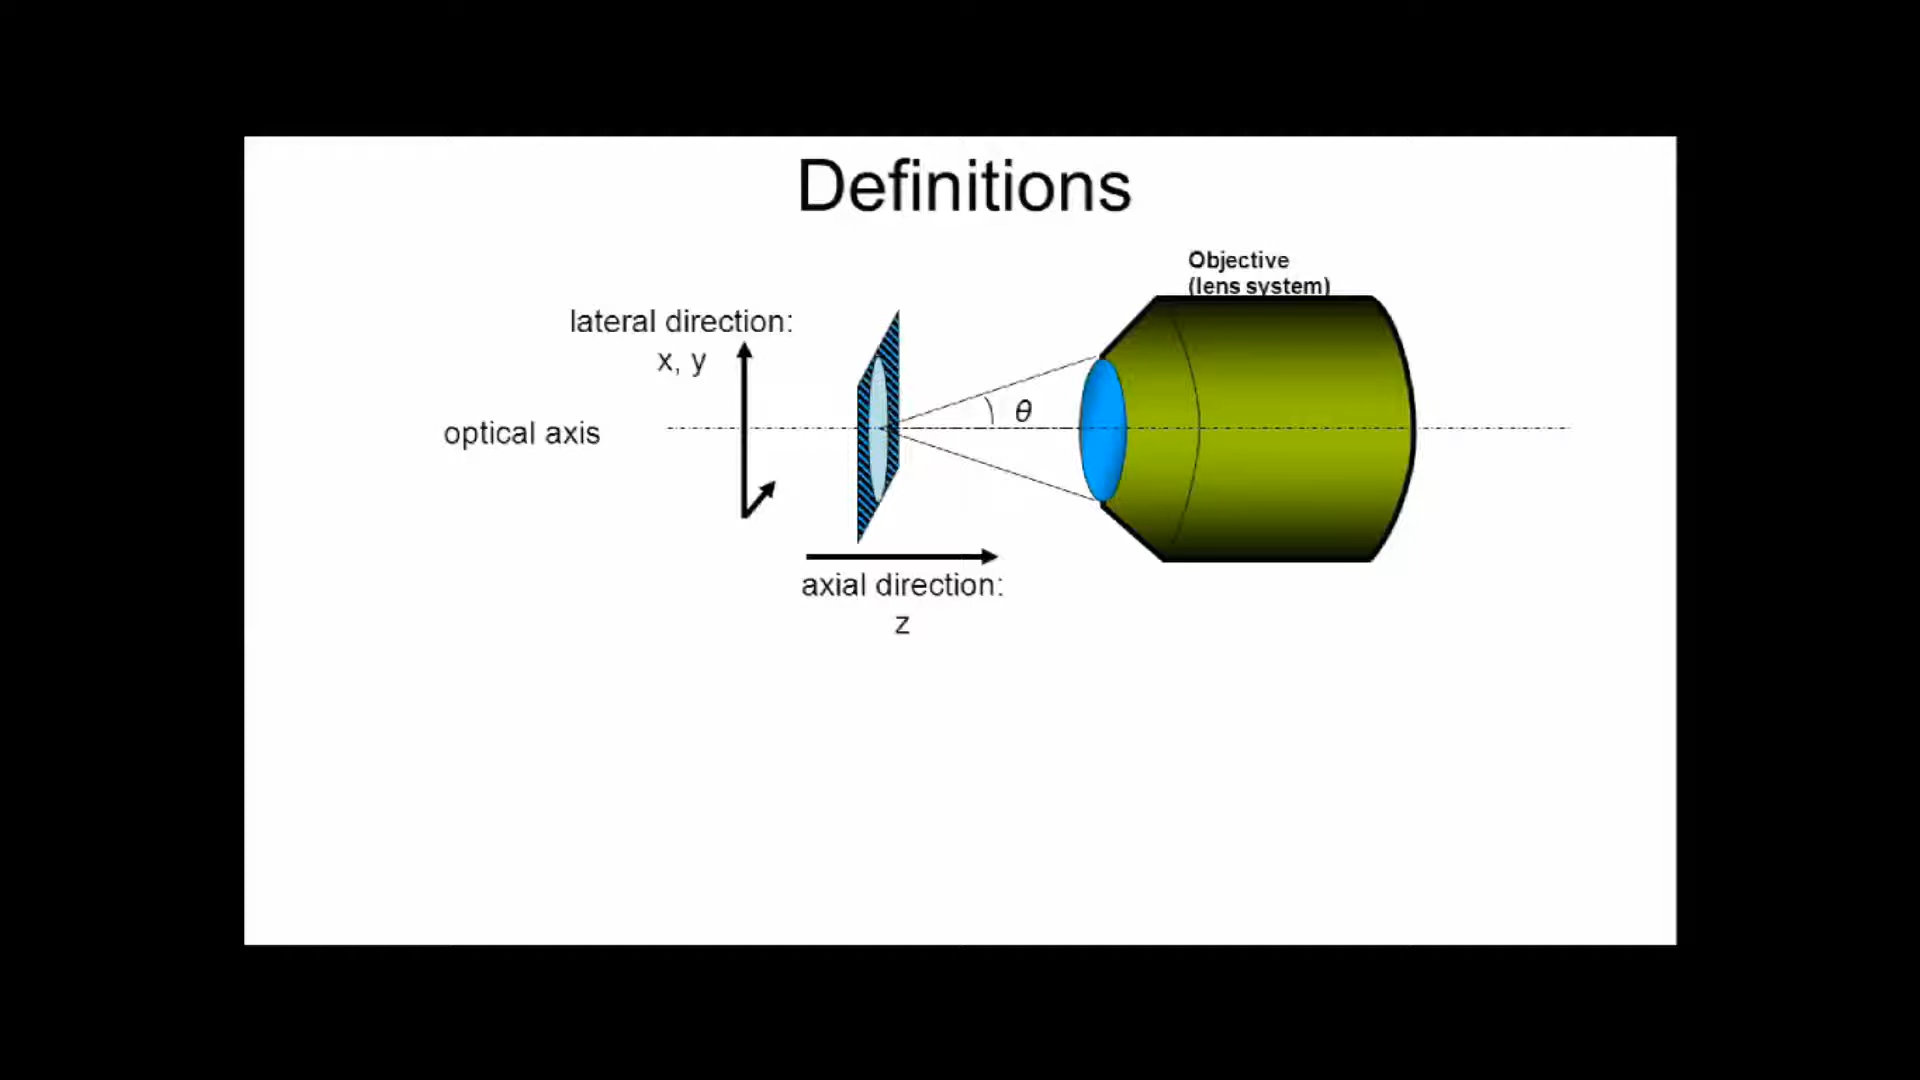 Definitions
Objective
(lens system)
lateral direction:
x, y
θ
optical axis
axial direction:
z